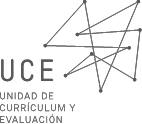 UCE
UNIDAD DE
CURRÍCULUM Y
EVALUACIÓN